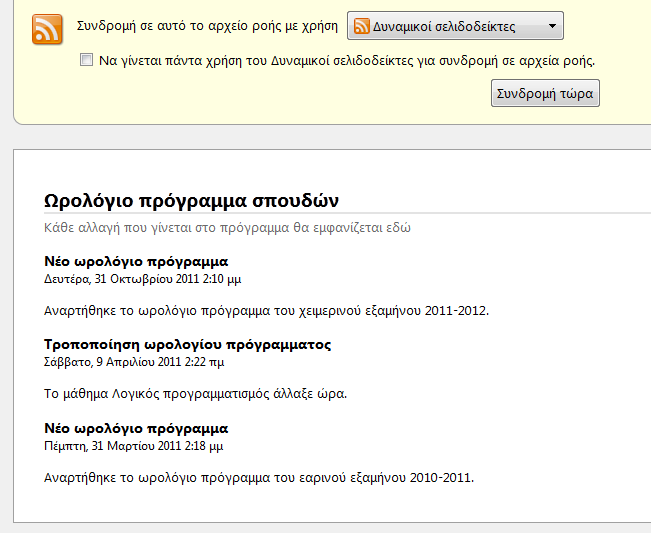 Συνδρομή σε αυτό το αρχείο ροής με χρήση Δυναμικοί σελιδοδείκτες
Να γίνεται πάντα χρήση του Δυναμικοί σελιδοδείκτες για συνδρομή σε αρχεία ροής.
Συνδρομή τώρα
Ωρολόγιο πρόγραμμα σπουδών
Κάθε αλλαγή που γίνεται στο πρόγραμμα θα εμφανίζεται εδώ
Νέο ωρολόγιο πρόγραμμα
Δευτέρα, 31 Οκτωβρίου 2011 2:10 μμ
Αναρτήθηκε το ωρολόγιο πρόγραμμα του χειμερινού εξαμήνου 2011-2012.
Τροποποίηση ωρολογίου πρόγραμματος
Σάββατο, 9 Απριλίου 2011 2:22 πμ
Το μάθημα Λογικός προγραμματισμός άλλαξε ώρα.
Νέο ωρολόγιο πρόγραμμα
Πέμπτη, 31 Μαρτίου 2011 2:18 μμ
Αναρτήθηκε το ωρολόγιο πρόγραμμα του εαρινού εξαμήνου 2010-2011.